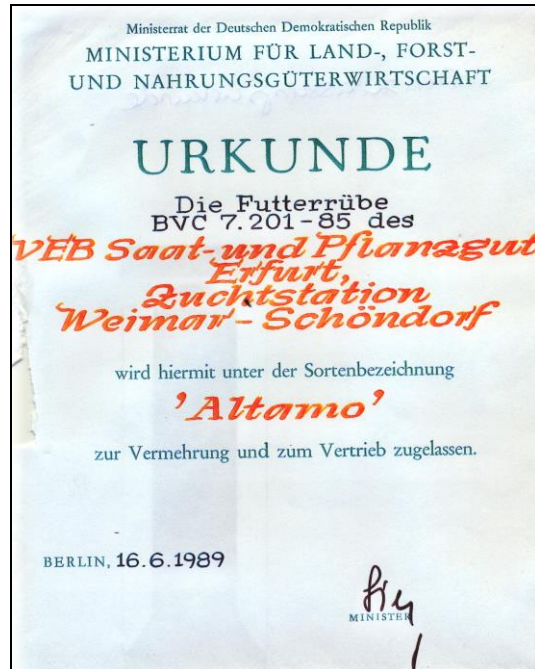 Ministerrat der Deutschen Demokratischen Republik
MINISTERIUM FÜR LAND-, FORST-
UND NAHRUNGSGÜTERWIRTSCHAFT
URKUNDE
Die Futterrübe
BVC 7.201-85 des
VEB Saat- und Pflanzgut
Erfurt,
Zuchtstation
Weimar - Schöndorf
wird hiermit unter der Sortenbezeichnung
'Altamo'
zur Vermehrung und zum Vertrieb zugelassen.
BERLIN, 16.6.1989
MINISTER